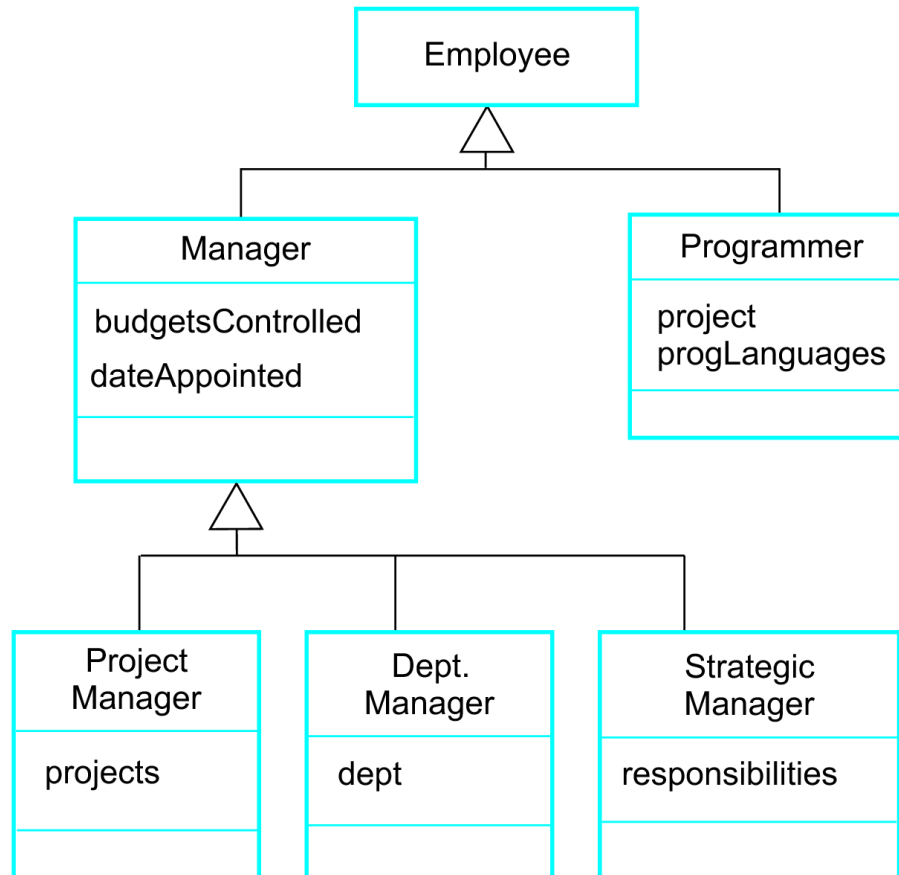 Employee
Manager
budgetsControlled
dateAppointed
Programmer
project
progLanguages
Project
Manager
projects
Dept.
Manager
dept
Strategic
Manager
responsibilities